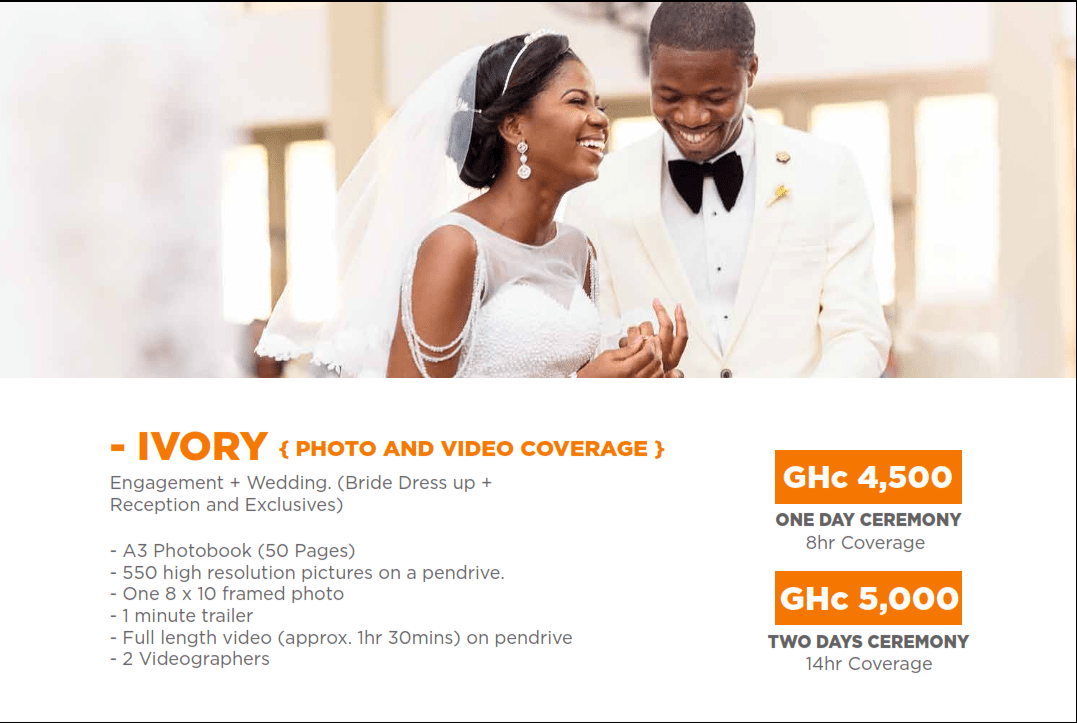 - IVORY { PHOTO AND VIDEO COVERAGE }
Engagement + Wedding. (Bride Dress up +
Reception and Exclusives)
- A3 Photobook (50 Pages)
- 550 high resolution pictures on a pendrive.
- One 8 x 10 framed photo
- 1 minute trailer
- Full length video (approx. 1hr 30mins) on pendrive
- 2 Videographers
GHc 4,500
ONE DAY CEREMONY
8hr Coverage
GHc 5,000
TWO DAYS CEREMONY
14hr Coverage